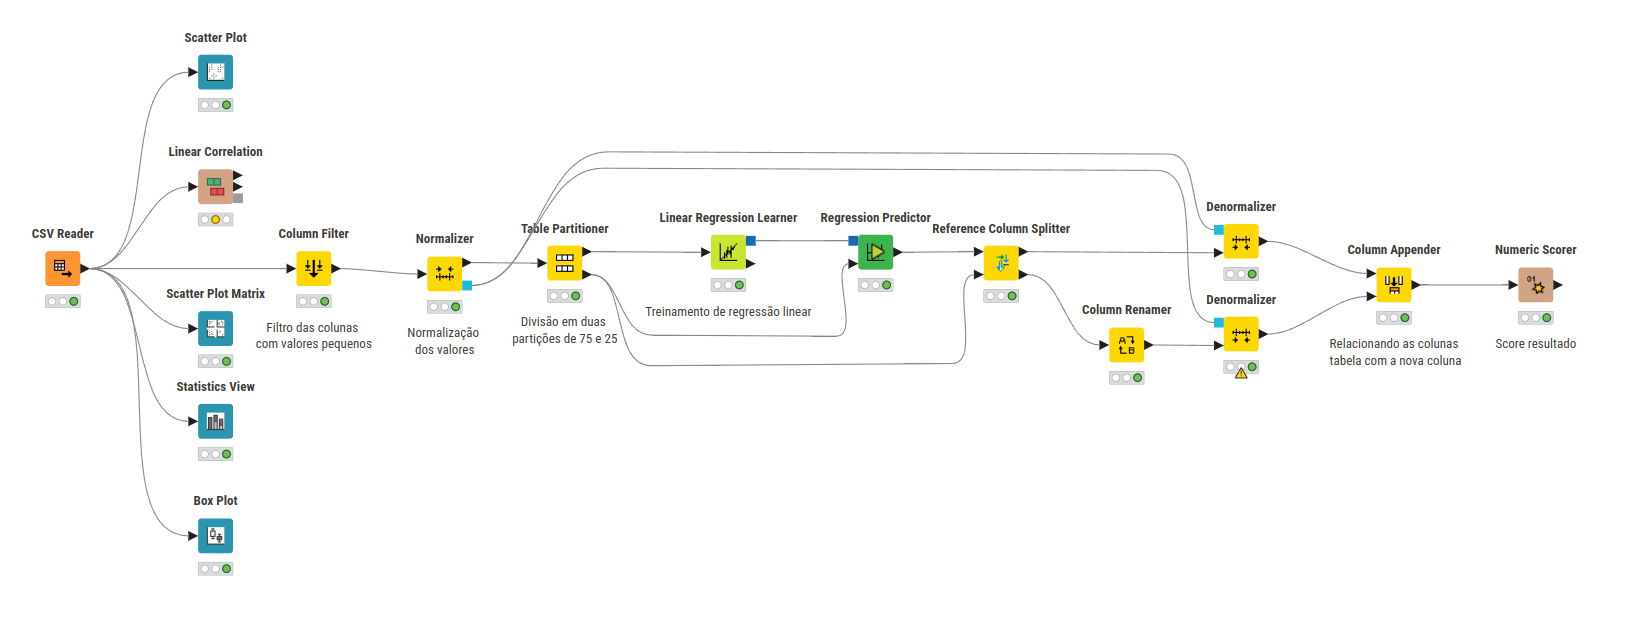 Scatter Plot
Linear Correlation
CSV Reader
Column Filter
Filtro das colunas
com valores pequenos
Scatter Plot Matrix
Statistics View
Box Plot
Normalizer
Normalização
dos valores
Table Partitioner
Divisão em duas
partições de 75 e 25
Linear Regression Learner
Treinamento de regressão linear
Regression Predictor
Reference Column Splitter
Column Renamer
A
B
Denormalizer
Denormalizer
Column Appender
Relacionando as colunas
tabela com a nova coluna
Numeric Scorer
Score resultado